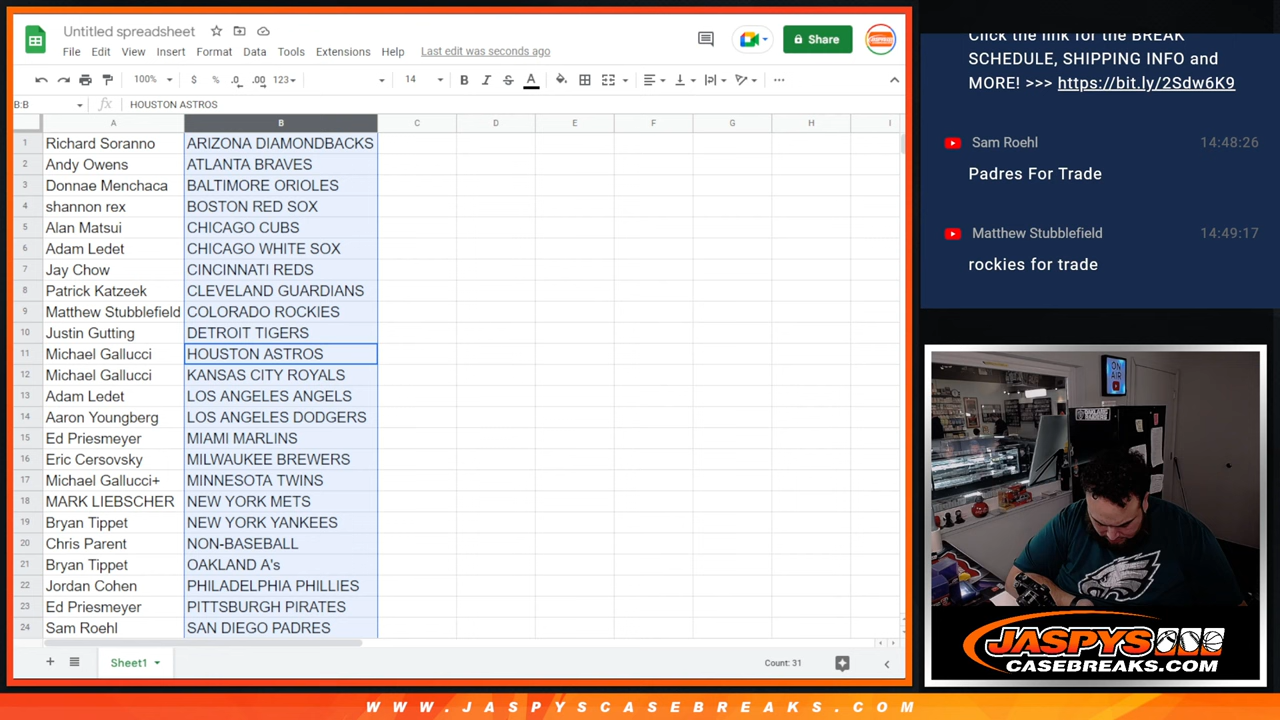 Untitled spreadsheet
File Edit View Insert Format Data Tools Extensions Help Last edit was seconds ago
Share
100% $ % .0 .00 123 14 B I S A
B:B fx HOUSTON ASTROS
A B C D E F G H I
1 Richard Soranno ARIZONA DIAMONDBACKS
2 Andy Owens ATLANTA BRAVES
3 Donnae Menchaca BALTIMORE ORIOLES
4 shannon rex BOSTON RED SOX
5 Alan Matsui CHICAGO CUBS
6 Adam Ledet CHICAGO WHITE SOX
7 Jay Chow CINCINNATI REDS
8 Patrick Katzeek CLEVELAND GUARDIANS
9 Matthew Stubblefield COLORADO ROCKIES
10 Justin Gutting DETROIT TIGERS
11 Michael Gallucci HOUSTON ASTROS
12 Michael Gallucci KANSAS CITY ROYALS
13 Adam Ledet LOS ANGELES ANGELS
14 Aaron Youngberg LOS ANGELES DODGERS
15 Ed Priesmeyer MIAMI MARLINS
16 Eric Cersovsky MILWAUKEE BREWERS
17 Michael Gallucci+ MINNESOTA TWINS
18 MARK LIEBSCHER NEW YORK METS
19 Bryan Tippet NEW YORK YANKEES
20 Chris Parent NON-BASEBALL
21 Bryan Tippet OAKLAND A's
22 Jordan Cohen PHILADELPHIA PHILLIES
23 Ed Priesmeyer PITTSBURGH PIRATES
24 Sam Roehl SAN DIEGO PADRES
Sheet1
Count: 31
Click the link for the BREAK
SCHEDULE, SHIPPING INFO and
MORE! >>> https://bit.ly/2Sdw6K9
Sam Roehl 14:48:26
Padres For Trade
Matthew Stubblefield 14:49:17
rockies for trade
ON
AIR
JASPYS
CASEBREAKS.COM
WWW.JASPYSCASEBREAKS.COM